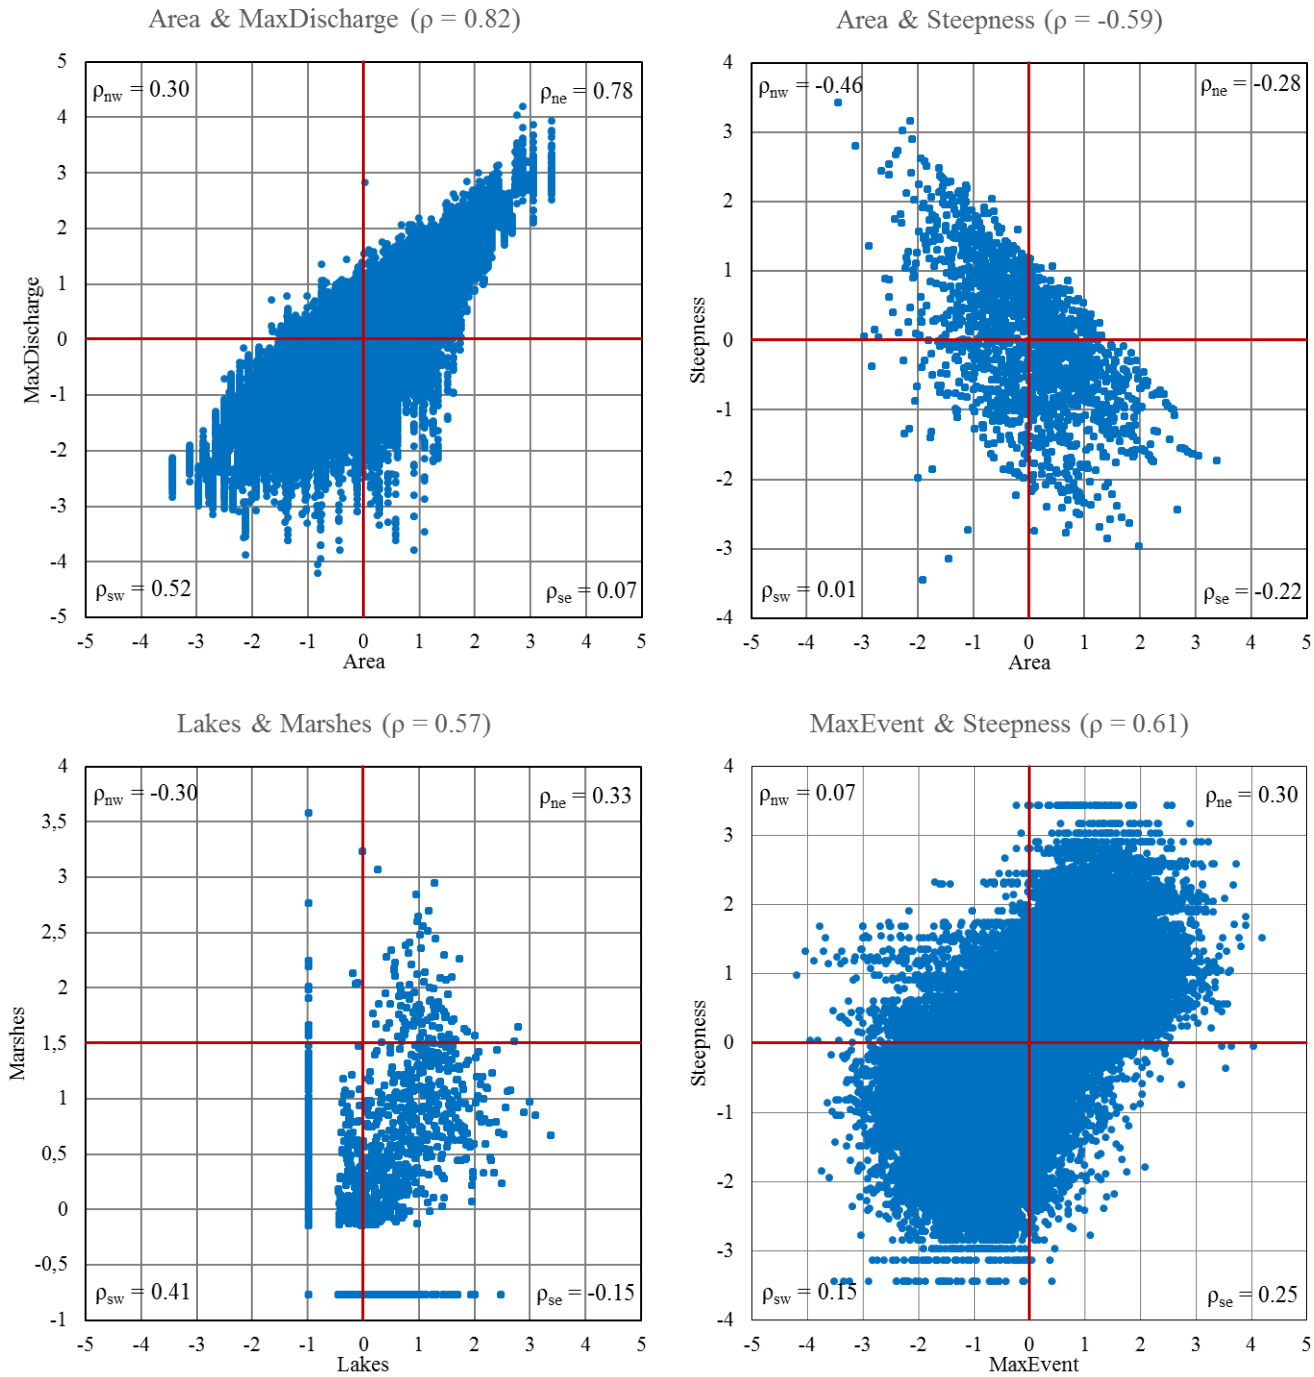 Area & MaxDischarge (ρ = 0.82)
5
4
3
2
1
0
-1
-2
-3
-4
-5
MaxDischarge
ρnw = 0.30
ρne = 0.78
ρsw = 0.52
ρse = 0.07
-5 -4 -3 -2 -1 0 1 2 3 4 5
Area
Area & Steepness (ρ = -0.59)
4
3
2
1
0
-1
-2
-3
-4
Steepness
ρnw = -0.46
ρne = -0.28
ρsw = 0.01
ρse = -0.22
-5 -4 -3 -2 -1 0 1 2 3 4 5
Area
Lakes & Marshes (ρ = 0.57)
4
3,5
3
2,5
2
1,5
1
0,5
0
-0,5
-1
Marshes
ρnw = -0.30
ρne = 0.33
ρsw = 0.41
ρse = -0.15
-5 -4 -3 -2 -1 0 1 2 3 4 5
Lakes
MaxEvent & Steepness (ρ = 0.61)
4
3
2
1
0
-1
-2
-3
-4
Steepness
ρnw = 0.07
ρne = 0.30
ρsw = 0.15
ρse = 0.25
-5 -4 -3 -2 -1 0 1 2 3 4 5
MaxEvent